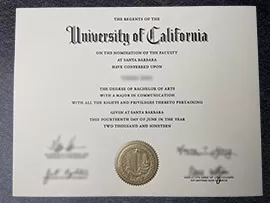 THE REGENTS OF THE
University of California
ON THE NOMINATION OF THE FACULTY
AT SANTA BARBARA
HAVE CONFERRED UPON
THE DEGREE OF BACHELOR OF ARTS
WITH A MAJOR IN COMMUNICATION
WITH ALL THE RIGHTS AND PRIVILEGES THERETO PERTAINING
GIVEN AT SANTA BARBARA
THIS FOURTEENTH DAY OF JUNE IN THE YEAR
TWO THOUSAND AND NINETEEN